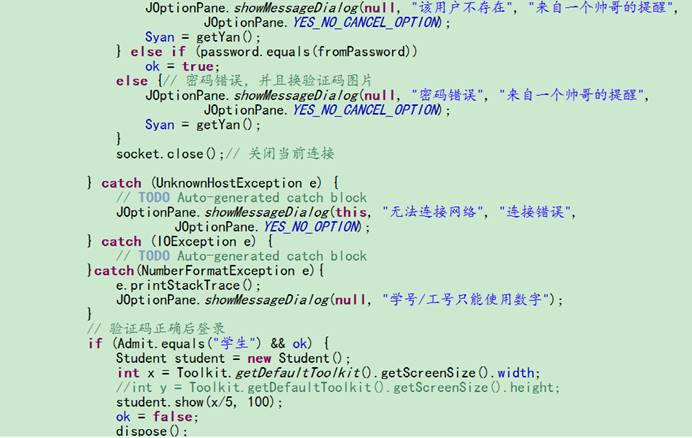 JOptionPane.showMessageDialog(null, "该用户不存在", "来自一个帅哥的提醒",
JOptionPane.YES_NO_CANCEL_OPTION);
Syan = getYan();
} else if (password.equals(fromPassword))
ok = true;
else {// 密码错误, 并且换验证码图片
JOptionPane.showMessageDialog(null, "密码错误", "来自一个帅哥的提醒",
JOptionPane.YES_NO_CANCEL_OPTION);
Syan = getYan();
}
socket.close();// 关闭当前连接
} catch (UnknownHostException e) {
// TODO Auto-generated catch block
JOptionPane.showMessageDialog(this, "无法连接网络", "连接错误",
JOptionPane.YES_NO_OPTION);
} catch (IOException e) {
// TODO Auto-generated catch block
}catch(NumberFormatException e){
e.printStackTrace();
JOptionPane.showMessageDialog(null, "学号/工号只能使用数字");
}
// 验证码正确后登录
if (Admit.equals("学生") && ok) {
Student student = new Student();
int x = Toolkit.getDefaultToolkit().getScreenSize().width;
//int y = Toolkit.getDefaultToolkit().getScreenSize().height;
student.show(x/5, 100);
ok = false;
dispose();